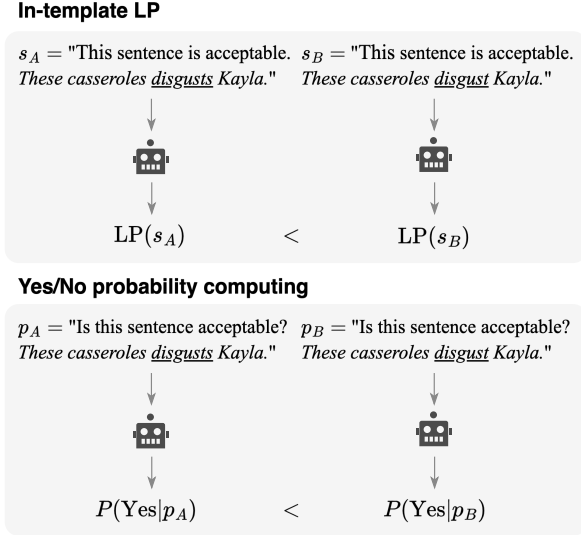 In-template LP
s_A = "This sentence is acceptable. s_B = "This sentence is acceptable.
These casseroles disgusts Kayla." These casseroles disgust Kayla."
LP(s_A) < LP(s_B)
Yes/No probability computing
p_A = "Is this sentence acceptable? p_B = "Is this sentence acceptable?
These casseroles disgusts Kayla." These casseroles disgust Kayla."
P(Yes|p_A) < P(Yes|p_B)